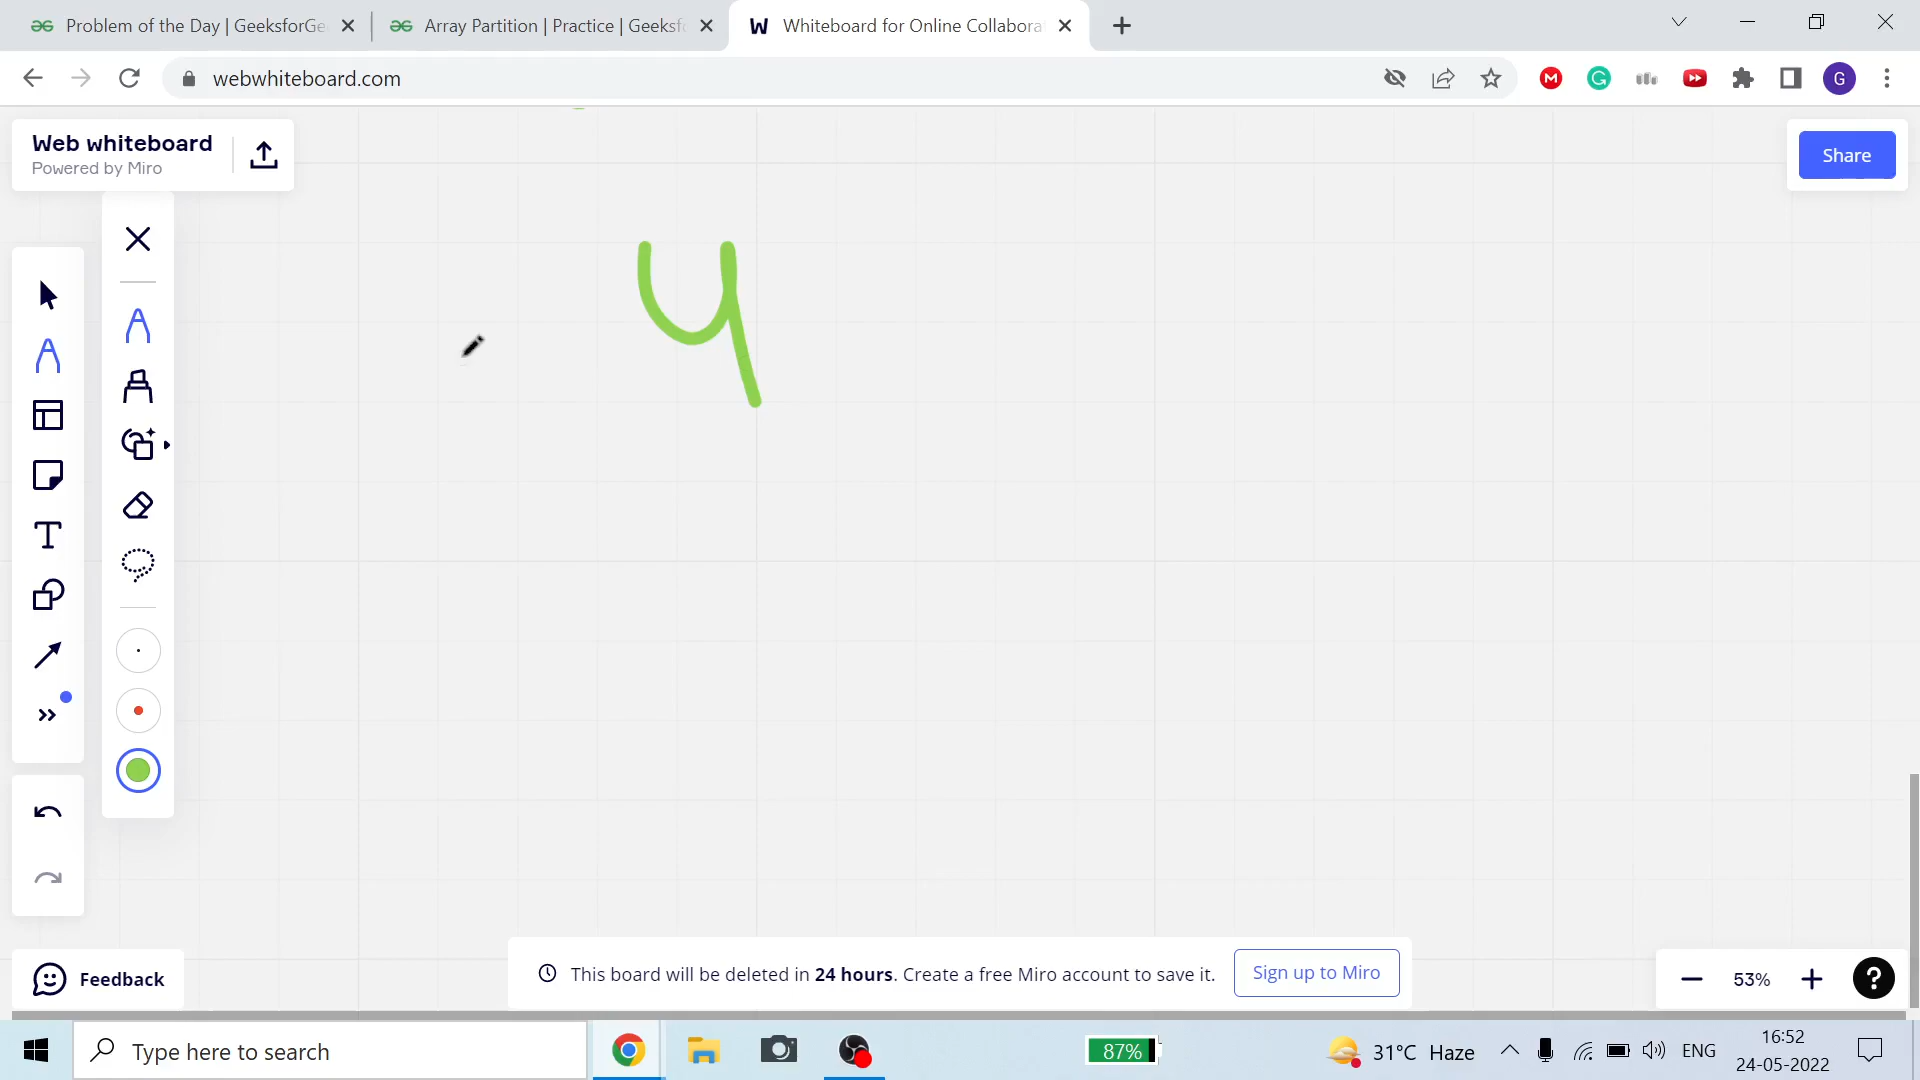 Problem of the Day | GeeksforGe
Array Partition | Practice | Geeksf
W Whiteboard for Online Collabora
webwhiteboard.com
M
G
G
Web whiteboard
Powered by Miro
Share
4
T
This board will be deleted in 24 hours. Create a free Miro account to save it.
Sign up to Miro
Feedback
53%
?
Type here to search
87%
31°C Haze
ENG
16:52
24-05-2022